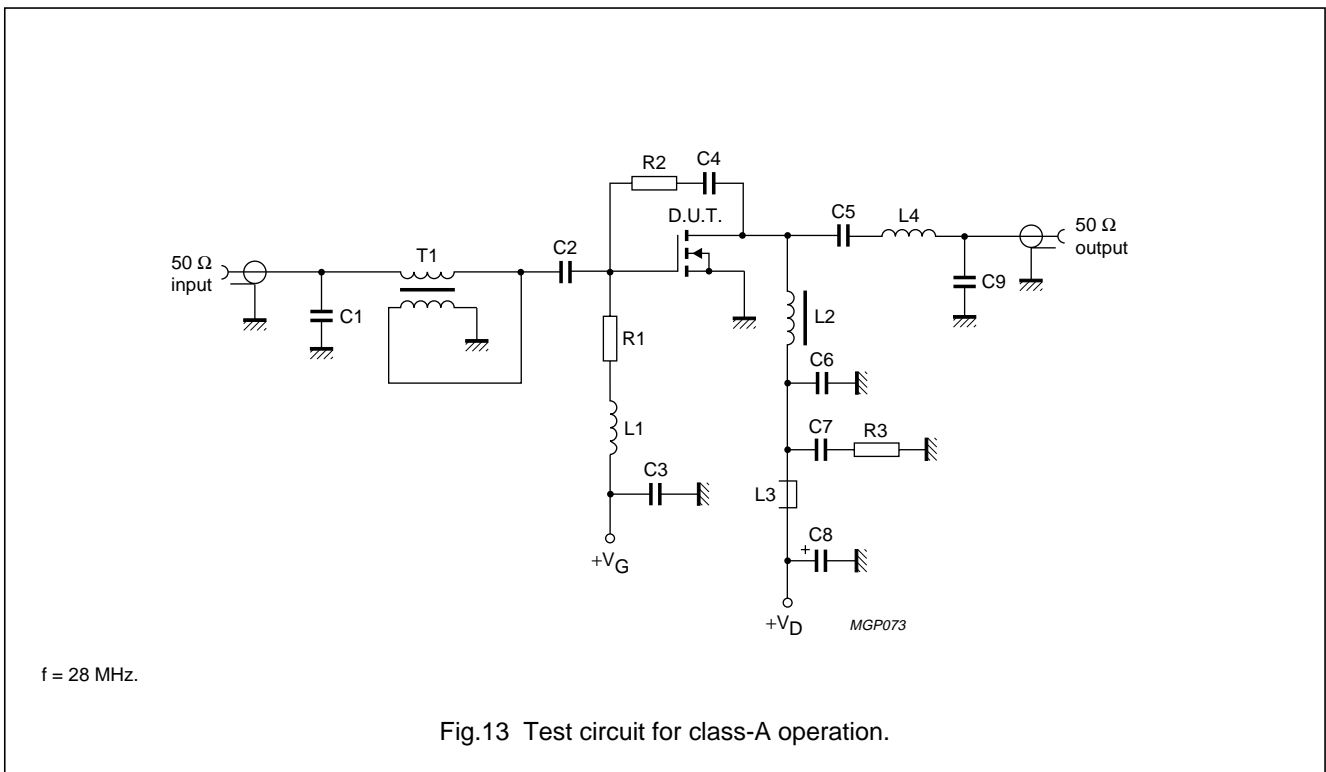 R2
C4
D.U.T.
C5
L4
50 Ω
output
50 Ω
input
T1
C2
C9
C1
L2
R1
C6
L1
C7
R3
C3
L3
C8
+
+VG
+VD
MGP073
f = 28 MHz.
Fig.13 Test circuit for class-A operation.